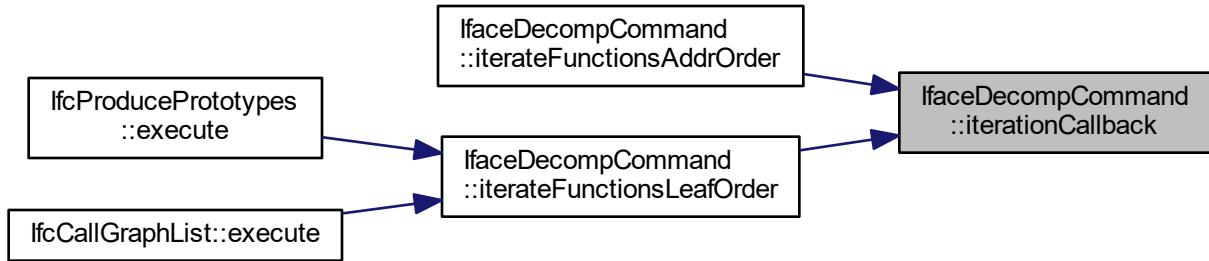 IfaceDecompCommand
::iterateFunctionsAddrOrder
IfcProducePrototypes
::execute
IfaceDecompCommand
::iterationCallback
IfaceDecompCommand
::iterateFunctionsLeafOrder
IfcCallGraphList::execute